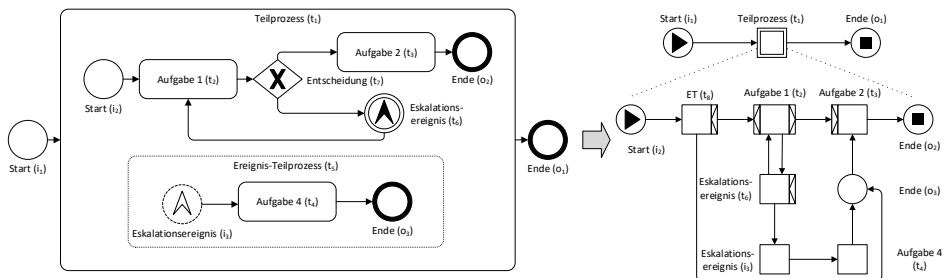 Teilprozess (t₁)
Aufgabe 1 (t₂)
X
Aufgabe 2 (t₃)
Ende (o₂)
Entscheidung (t₇)
Start (i₂)
Eskalations-
ereignis (t₆)
Start (i₁)
Ende (o₁)
Ereignis-Teilprozess (t₅)
Aufgabe 4 (t₄)
Eskalationsereignis (i₃)
Ende (o₃)
Start (i₁)
Teilprozess (t₁)
Ende (o₁)
ET (t₈)
Aufgabe 1 (t₂)
Aufgabe 2 (t₃)
Start (i₂)
Ende (o₂)
Eskalations-
ereignis (t₆)
Ende (o₃)
Eskalations-
ereignis (i₃)
Aufgabe 4
(t₄)